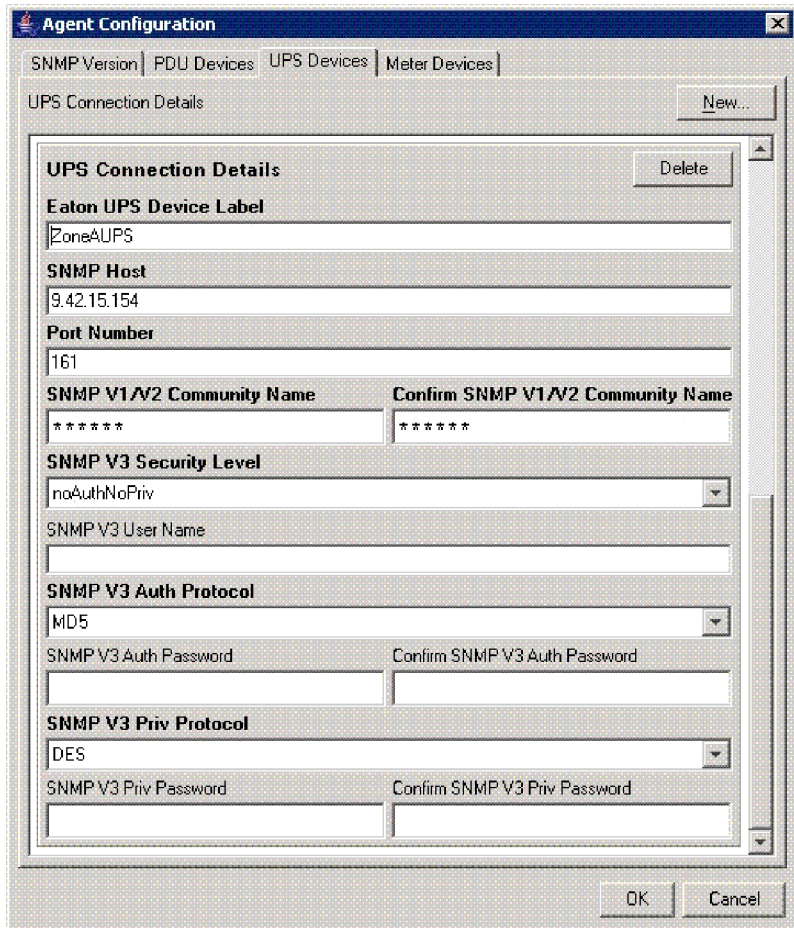 Agent Configuration
SNMP Version PDU Devices UPS Devices Meter Devices
UPS Connection Details New...
UPS Connection Details Delete
Eaton UPS Device Label
ZoneAUPS
SNMP Host
9.42.15.154
Port Number
161
SNMP V1/V2 Community Name Confirm SNMP V1/V2 Community Name
****** ******
SNMP V3 Security Level
noAuthNoPriv
SNMP V3 User Name
SNMP V3 Auth Protocol
MD5
SNMP V3 Auth Password Confirm SNMP V3 Auth Password
SNMP V3 Priv Protocol
DES
SNMP V3 Priv Password Confirm SNMP V3 Priv Password
OK Cancel